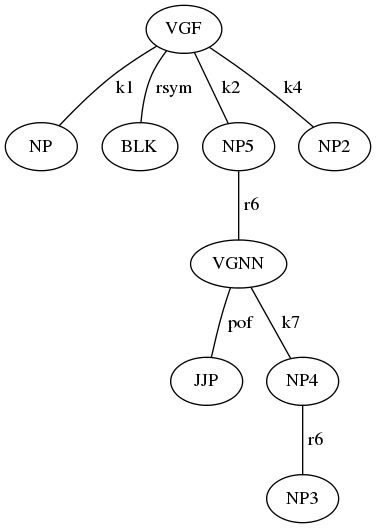 VGF
k1 rsym k2 k4
NP BLK NP5 NP2
r6
VGNN
pof k7
JJP NP4
r6
NP3